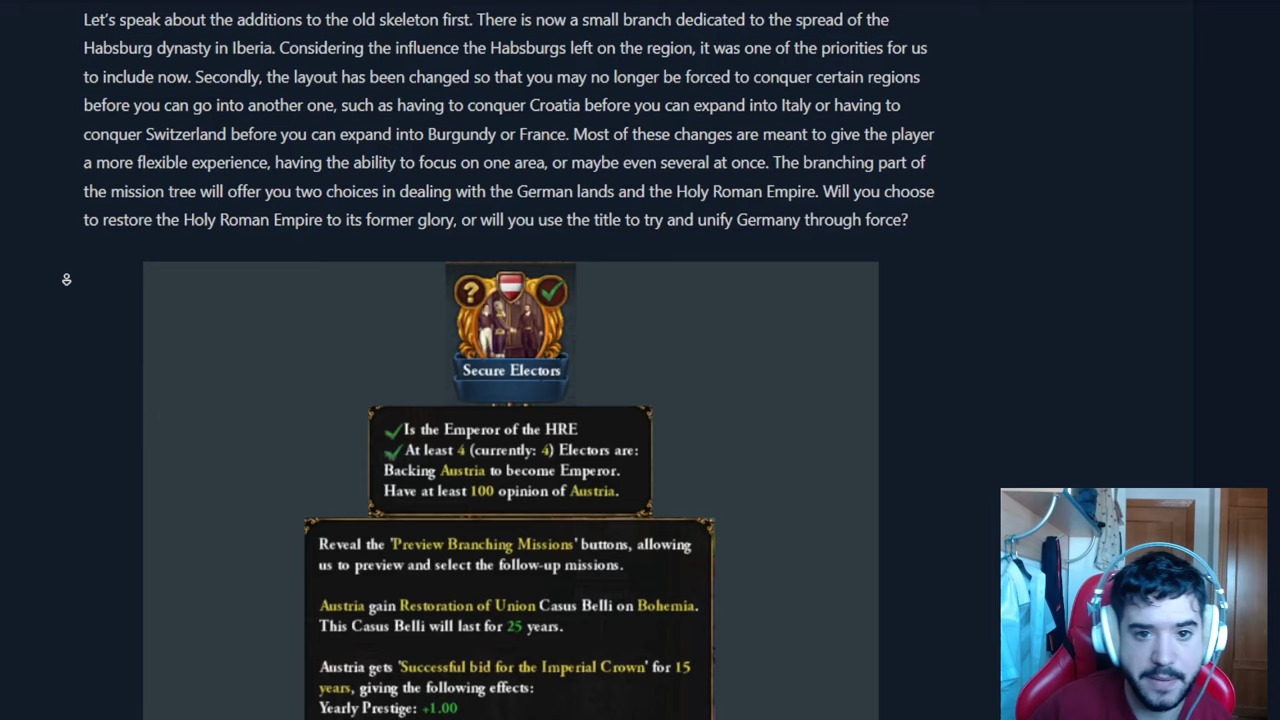 Let's speak about the additions to the old skeleton first. There is now a small branch dedicated to the spread of the
Habsburg dynasty in Iberia. Considering the influence the Habsburgs left on the region, it was one of the priorities for us
to include now. Secondly, the layout has been changed so that you may no longer be forced to conquer certain regions
before you can go into another one, such as having to conquer Croatia before you can expand into Italy or having to
conquer Switzerland before you can expand into Burgundy or France. Most of these changes are meant to give the player
a more flexible experience, having the ability to focus on one area, or maybe even several at once. The branching part of
the mission tree will offer you two choices in dealing with the German lands and the Holy Roman Empire. Will you choose
to restore the Holy Roman Empire to its former glory, or will you use the title to try and unify Germany through force?
?
Secure Electors
Is the Emperor of the HRE
At least 4 (currently: 4) Electors are:
Backing Austria to become Emperor.
Have at least 100 opinion of Austria.
Reveal the 'Preview Branching Missions' buttons, allowing
us to preview and select the follow-up missions.
Austria gain Restoration of Union Casus Belli on Bohemia.
This Casus Belli will last for 25 years.
Austria gets 'Successful bid for the Imperial Crown' for 15
years, giving the following effects:
Yearly Prestige: +1.00